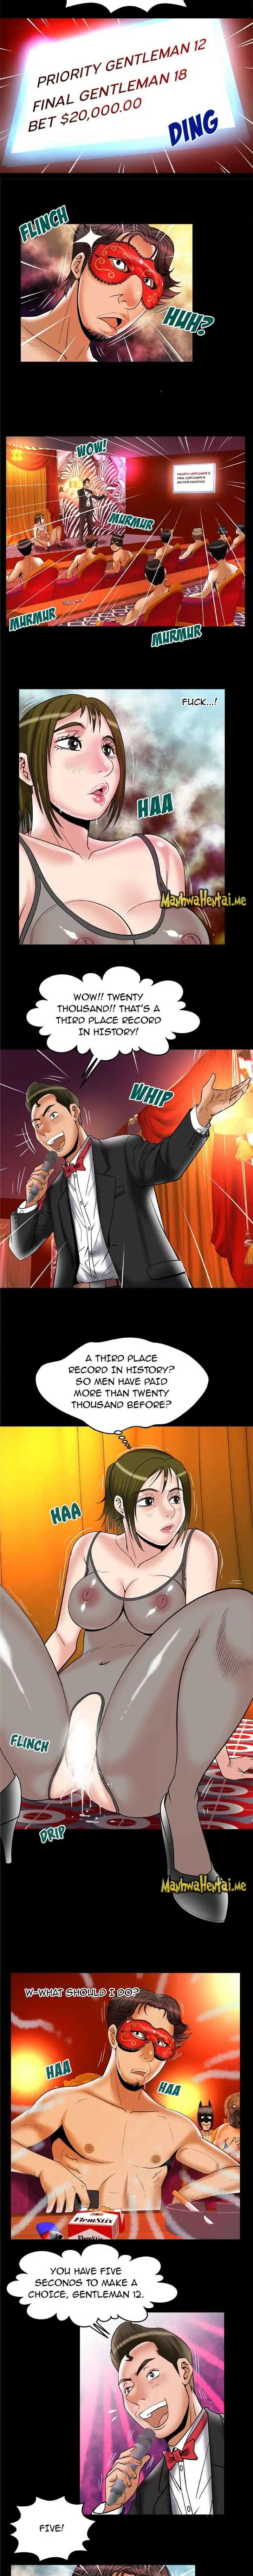 PRIORITY GENTLEMAN 12
FINAL GENTLEMAN 18
BET $20,000.00
DING
FLINCH
HUH?
WOW!
MURMUR
MURMUR
MURMUR
FUCK...!
HAA
ManhwaHentai.me
WOW!! TWENTY
THOUSAND!! THAT'S A
THIRD PLACE RECORD
IN HISTORY!
WHIP
A THIRD PLACE
RECORD IN HISTORY?
SO MEN HAVE PAID
MORE THAN TWENTY
THOUSAND BEFORE?
HAA
FLINCH
DRIP
ManhwaHentai.me
W-WHAT SHOULD I DO?
HAA
HAA
FlemStix
YOU HAVE FIVE
SECONDS TO MAKE A
CHOICE, GENTLEMAN 12.
FIVE!